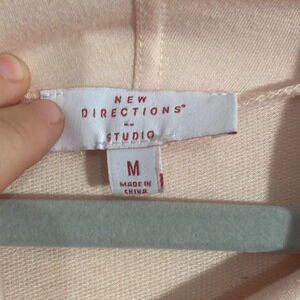 NEW
DIRECTIONS®
STUDIO
M
MADE IN
CHINA